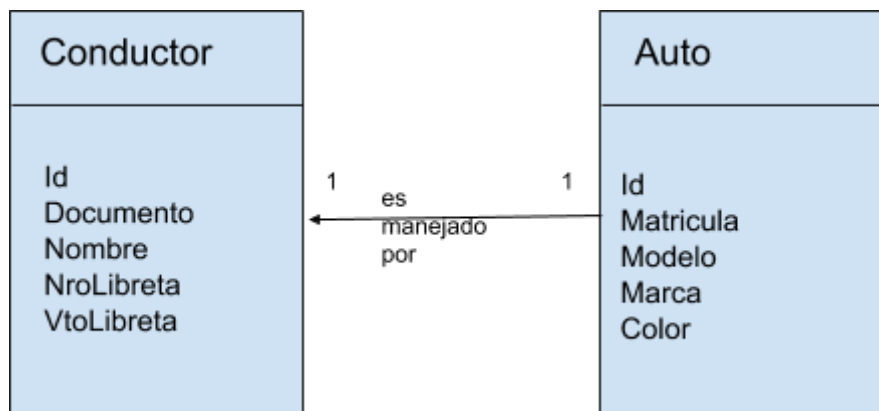 Conductor
Id
Documento
Nombre
NroLibreta
VtoLibreta
1
es
manejado
por
1
Auto
Id
Matricula
Modelo
Marca
Color